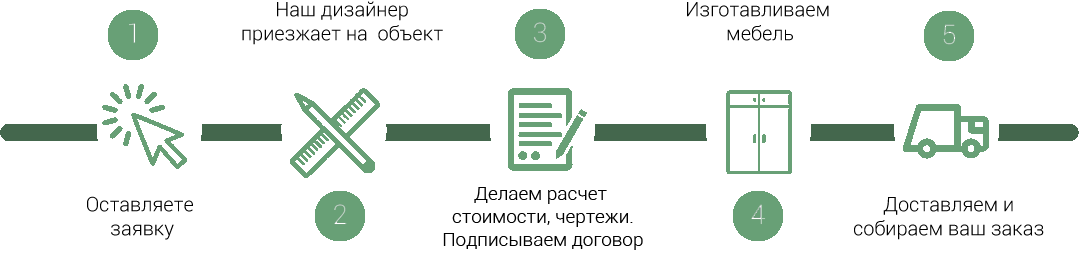 1
Оставляете
заявку
Наш дизайнер
приезжает на объект
2
3
Делаем расчет
стоимости, чертежи.
Подписываем договор
Изготавливаем
мебель
4
5
Доставляем и
собираем ваш заказ